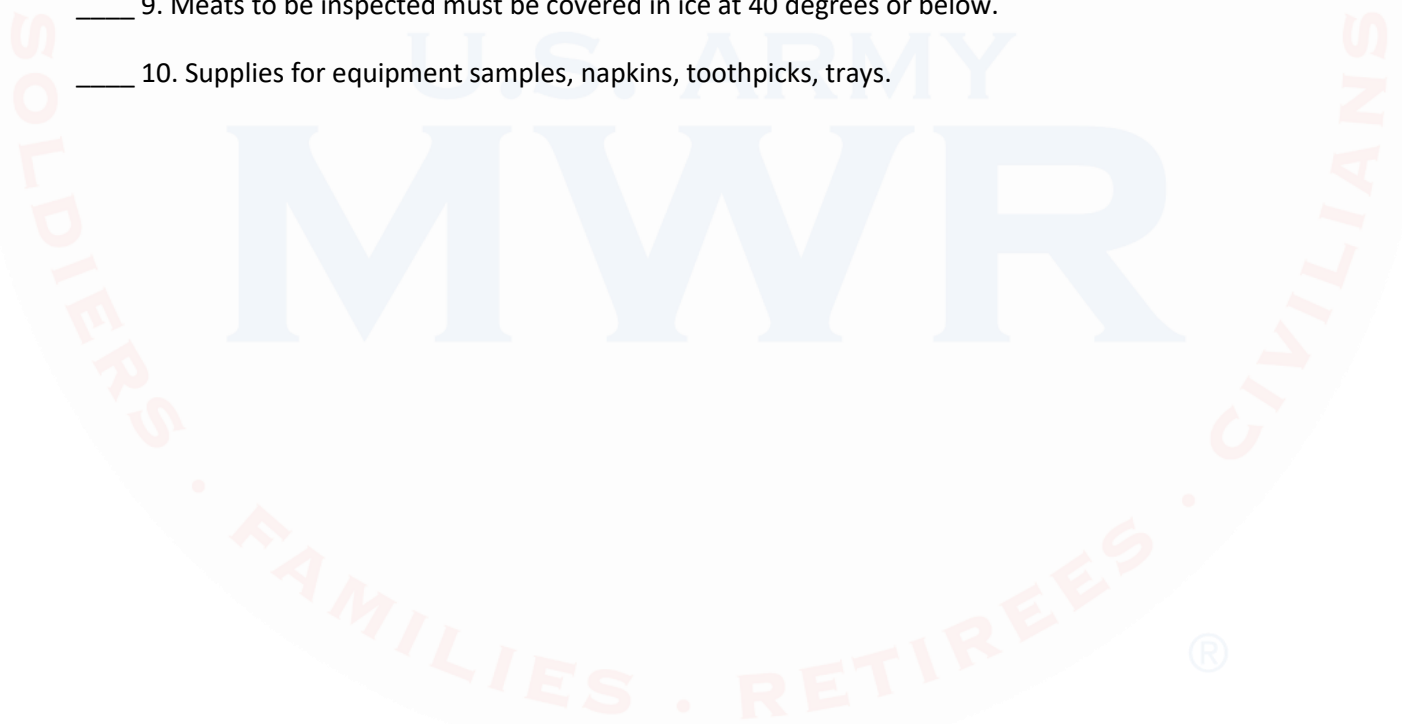 ____ 9. Meats to be inspected must be covered in ice at 40 degrees or below.
____ 10. Supplies for equipment samples, napkins, toothpicks, trays.
U.S. ARMY
MWR
SOLDIERS · FAMILIES · RETIREES · CIVILIANS
®